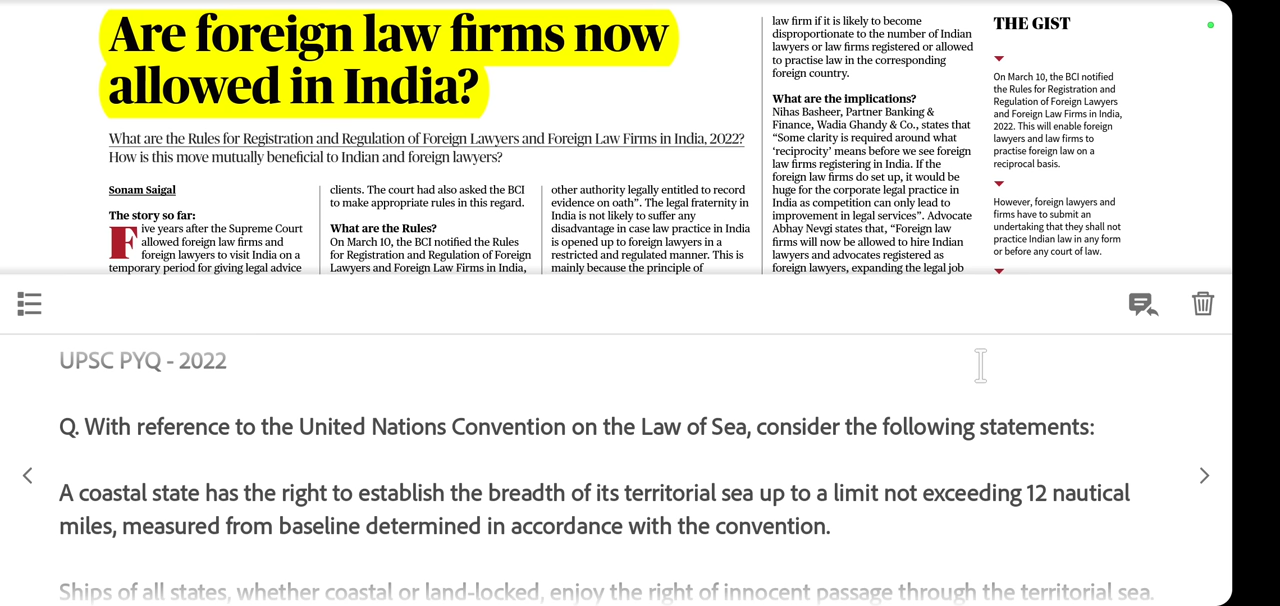 Are foreign law firms now
allowed in India?
What are the Rules for Registration and Regulation of Foreign Lawyers and Foreign Law Firms in India, 2022?
How is this move mutually beneficial to Indian and foreign lawyers?
Sonam Saigal
The story so far:
Five years after the Supreme Court
allowed foreign law firms and
foreign lawyers to visit India on a
temporary period for giving legal advice
clients. The court had also asked the BCI
to make appropriate rules in this regard.
What are the Rules?
On March 10, the BCI notified the Rules
for Registration and Regulation of Foreign
Lawyers and Foreign Law Firms in India,
other authority legally entitled to record
evidence on oath”. The legal fraternity in
India is not likely to suffer any
disadvantage in case law practice in India
is opened up to foreign lawyers in a
restricted and regulated manner. This is
mainly because the principle of
law firm if it is likely to become
disproportionate to the number of Indian
lawyers or law firms registered or allowed
to practise law in the corresponding
foreign country.
What are the implications?
Nihas Basheer, Partner Banking &
Finance, Wadia Ghandy & Co., states that
“Some clarity is required around what
‘reciprocity’ means before we see foreign
law firms registering in India. If the
foreign law firms do set up, it would be
huge for the corporate legal practice in
India as competition can only lead to
improvement in legal services”. Advocate
Abhay Nevgi states that, “Foreign law
firms will now be allowed to hire Indian
lawyers and advocates registered as
foreign lawyers, expanding the legal job
THE GIST
On March 10, the BCI notified
the Rules for Registration and
Regulation of Foreign Lawyers
and Foreign Law Firms in India,
2022. This will enable foreign
lawyers and law firms to
practise foreign law on a
reciprocal basis.
However, foreign lawyers and
firms have to submit an
undertaking that they shall not
practice Indian law in any form
or before any court of law.
UPSC PYQ - 2022
Q. With reference to the United Nations Convention on the Law of Sea, consider the following statements:
A coastal state has the right to establish the breadth of its territorial sea up to a limit not exceeding 12 nautical
miles, measured from baseline determined in accordance with the convention.
Ships of all states, whether coastal or land-locked, enjoy the right of innocent passage through the territorial sea.